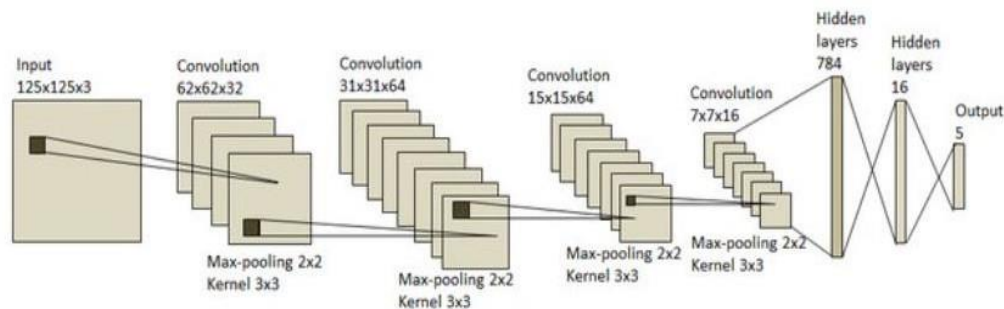 Input
125x125x3
Convolution
62x62x32
Max-pooling 2x2
Kernel 3x3
Convolution
31x31x64
Max-pooling 2x2
Kernel 3x3
Convolution
15x15x64
Max-pooling 2x2
Kernel 3x3
Convolution
7x7x16
Max-pooling 2x2
Kernel 3x3
Hidden
layers
784
Hidden
layers
16
Output
5